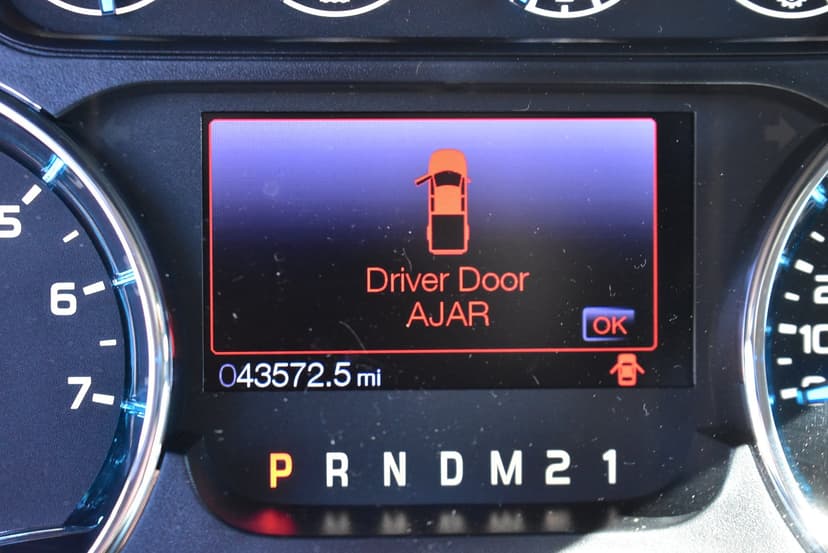 5
6
7
Driver Door
AJAR
OK
043572.5 mi
P R N D M 2 1